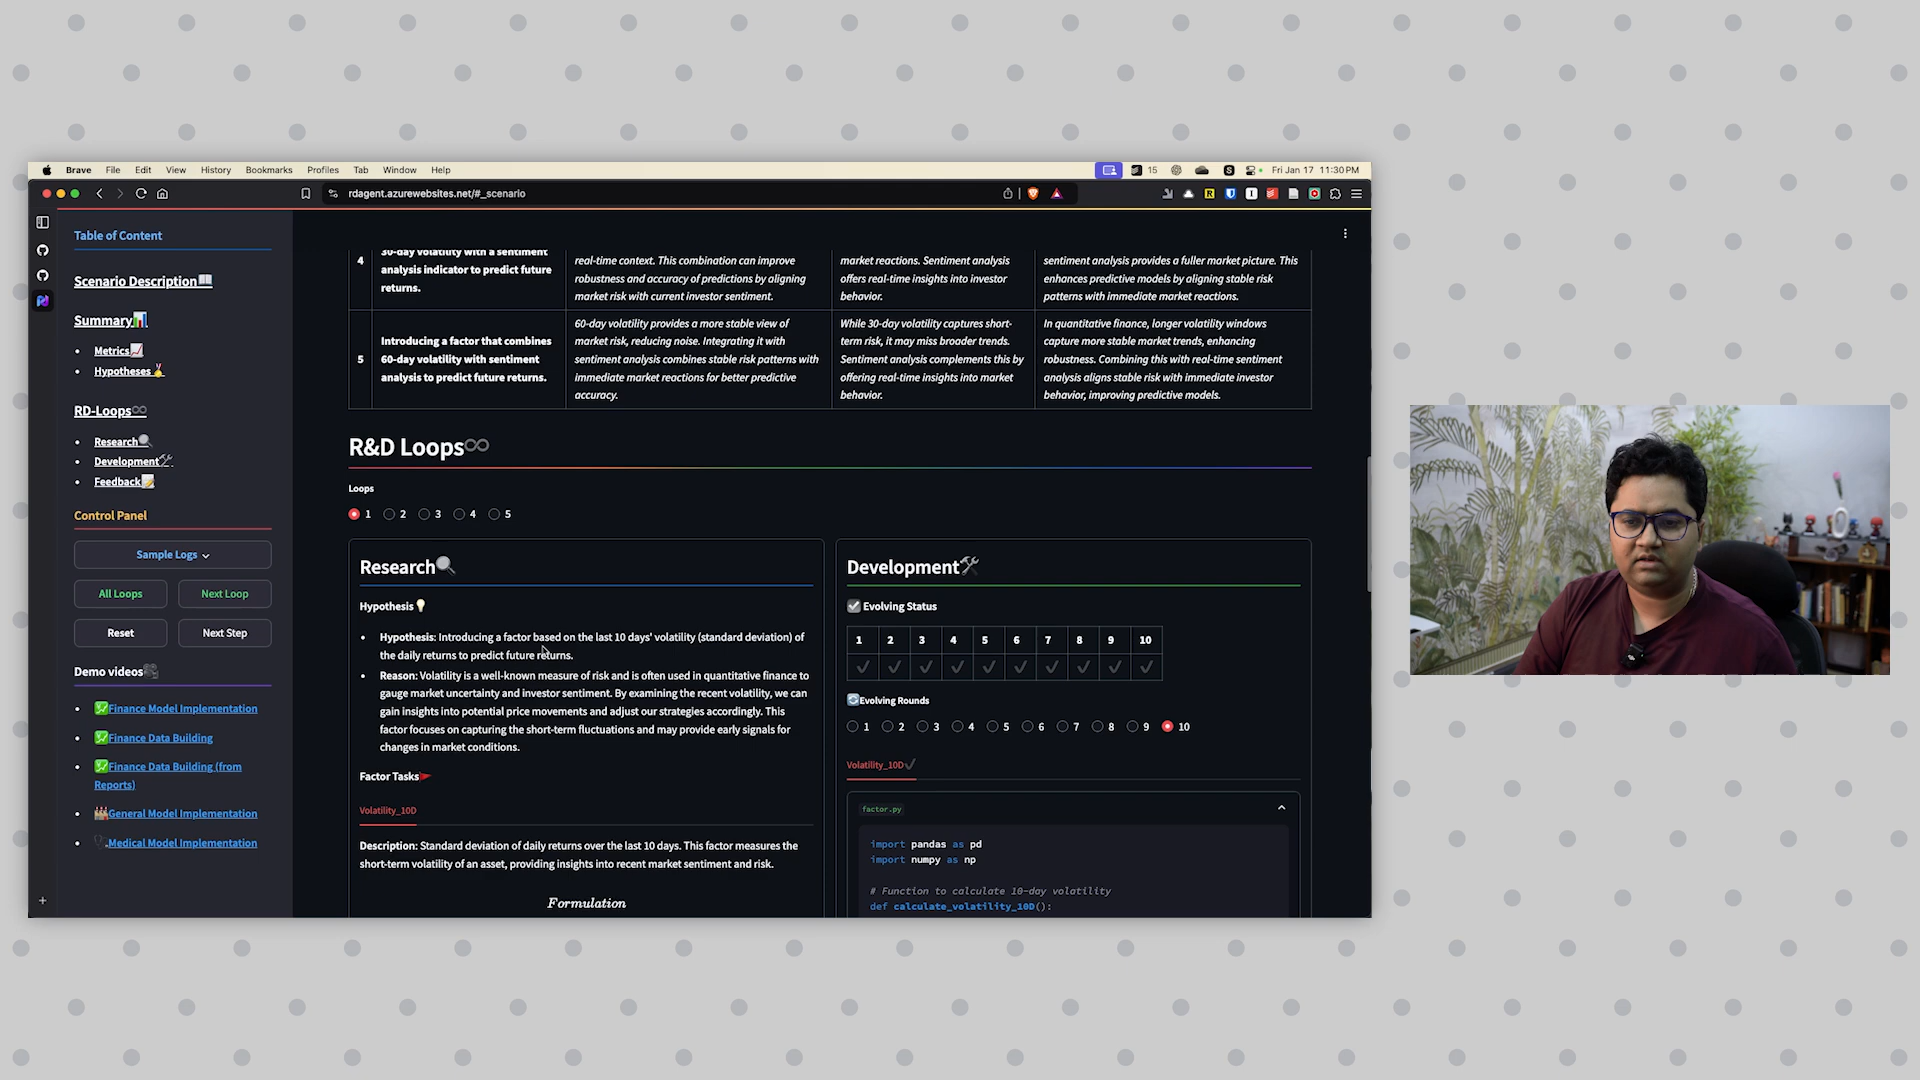 Brave File Edit View History Bookmarks Profiles Tab Window Help
15 Fri Jan 17 11:30 PM
rdagent.azurewebsites.net/#_scenario
Table of Content
Scenario Description
Summary
Metrics
Hypotheses
RD-Loops
Research
Development
Feedback
Control Panel
Sample Logs
All Loops Next Loop
Reset Next Step
Demo videos
Finance Model Implementation
Finance Data Building
Finance Data Building (from
Reports)
General Model Implementation
Medical Model Implementation
4
30-day volatility with a sentiment
analysis indicator to predict future
returns.
real-time context. This combination can improve
robustness and accuracy of predictions by aligning
market risk with current investor sentiment.
market reactions. Sentiment analysis
offers real-time insights into investor
behavior.
sentiment analysis provides a fuller market picture. This
enhances predictive models by aligning stable risk
patterns with immediate market reactions.
5
Introducing a factor that combines
60-day volatility with sentiment
analysis to predict future returns.
60-day volatility provides a more stable view of
market risk, reducing noise. Integrating it with
sentiment analysis combines stable risk patterns with
immediate market reactions for better predictive
accuracy.
While 30-day volatility captures short-
term risk, it may miss broader trends.
Sentiment analysis complements this by
offering real-time insights into market
behavior.
In quantitative finance, longer volatility windows
capture more stable market trends, enhancing
robustness. Combining this with real-time sentiment
analysis aligns stable risk with immediate investor
behavior, improving predictive models.
R&D Loops
Loops
1 2 3 4 5
Research
Hypothesis
Hypothesis: Introducing a factor based on the last 10 days' volatility (standard deviation) of
the daily returns to predict future returns.
Reason: Volatility is a well-known measure of risk and is often used in quantitative finance to
gauge market uncertainty and investor sentiment. By examining the recent volatility, we can
gain insights into potential price movements and adjust our strategies accordingly. This
factor focuses on capturing the short-term fluctuations and may provide early signals for
changes in market conditions.
Factor Tasks
Volatility_10D
Description: Standard deviation of daily returns over the last 10 days. This factor measures the
short-term volatility of an asset, providing insights into recent market sentiment and risk.
Formulation
Development
Evolving Status
1 2 3 4 5 6 7 8 9 10
Evolving Rounds
1 2 3 4 5 6 7 8 9 10
Volatility_10D
factor.py
import pandas as pd
import numpy as np
# Function to calculate 10-day volatility
def calculate_volatility_10D():